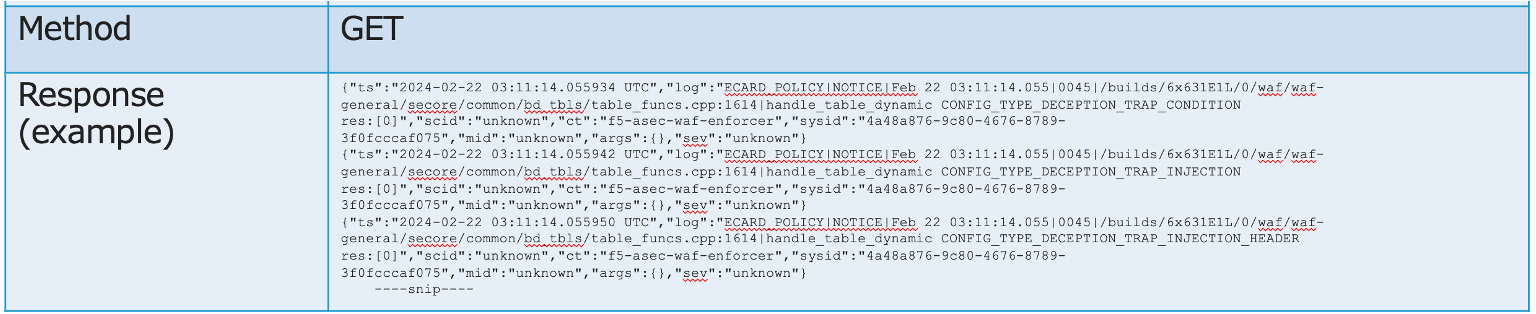 Method GET
Response
(example)
{"ts":"2024-02-22 03:11:14.055934 UTC","log":"ECARD_POLICY|NOTICE|Feb 22 03:11:14.055|0045|/builds/6x631E1L/0/waf/waf-
general/secore/common/bd_tbls/table_funcs.cpp:1614|handle_table_dynamic CONFIG_TYPE_DECEPTION_TRAP_CONDITION
res:[0]","scid":"unknown","ct":"f5-asec-waf-enforcer","sysid":"4a48a876-9c80-4676-8789-
3f0fcccaf075","mid":"unknown","args":{},"sev":"unknown"}
{"ts":"2024-02-22 03:11:14.055942 UTC","log":"ECARD_POLICY|NOTICE|Feb 22 03:11:14.055|0045|/builds/6x631E1L/0/waf/waf-
general/secore/common/bd_tbls/table_funcs.cpp:1614|handle_table_dynamic CONFIG_TYPE_DECEPTION_TRAP_INJECTION
res:[0]","scid":"unknown","ct":"f5-asec-waf-enforcer","sysid":"4a48a876-9c80-4676-8789-
3f0fcccaf075","mid":"unknown","args":{},"sev":"unknown"}
{"ts":"2024-02-22 03:11:14.055950 UTC","log":"ECARD_POLICY|NOTICE|Feb 22 03:11:14.055|0045|/builds/6x631E1L/0/waf/waf-
general/secore/common/bd_tbls/table_funcs.cpp:1614|handle_table_dynamic CONFIG_TYPE_DECEPTION_TRAP_INJECTION_HEADER
res:[0]","scid":"unknown","ct":"f5-asec-waf-enforcer","sysid":"4a48a876-9c80-4676-8789-
3f0fcccaf075","mid":"unknown","args":{},"sev":"unknown"}
----snip----